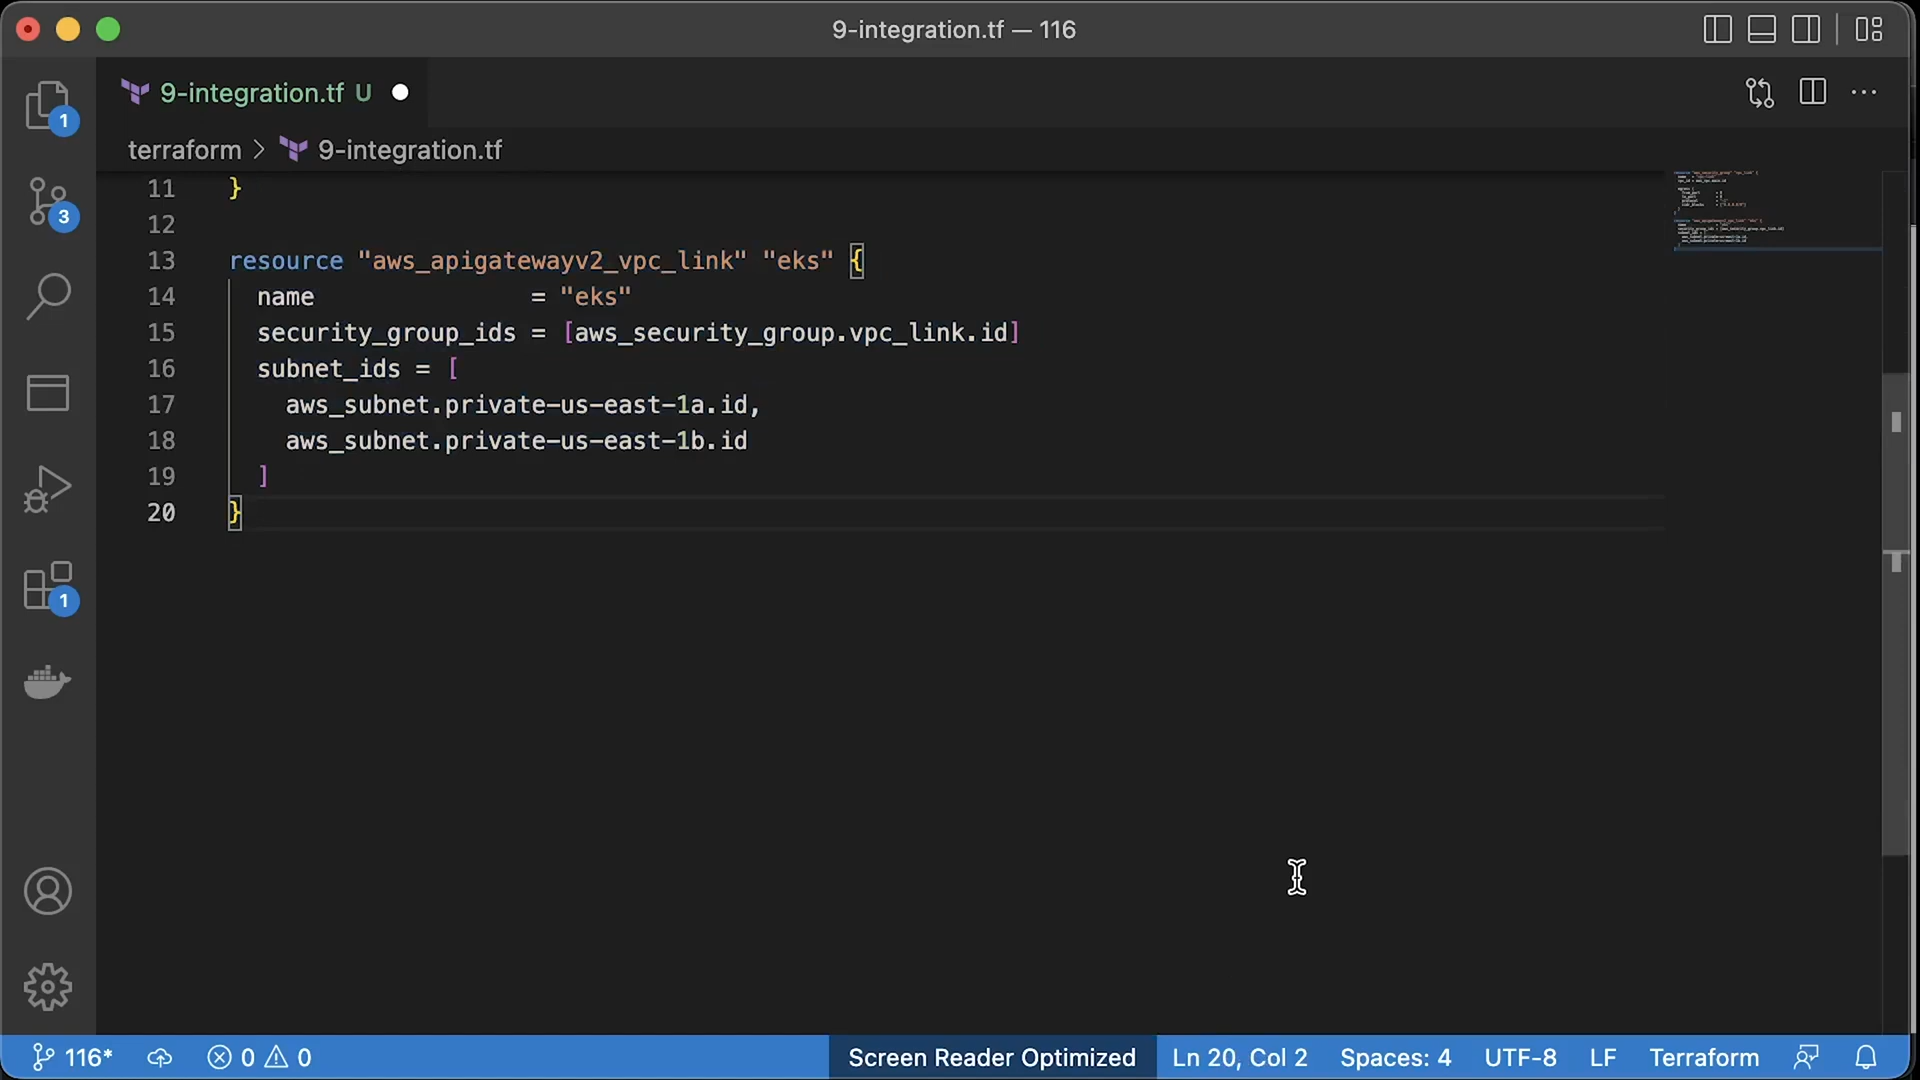 9-integration.tf — 116
9-integration.tf U
terraform > 9-integration.tf
1
3
1
11 }
12
13 resource "aws_apigatewayv2_vpc_link" "eks" {
14   name               = "eks"
15   security_group_ids = [aws_security_group.vpc_link.id]
16   subnet_ids = [
17     aws_subnet.private-us-east-1a.id,
18     aws_subnet.private-us-east-1b.id
19   ]
20 }
116* 0 0 Screen Reader Optimized Ln 20, Col 2 Spaces: 4 UTF-8 LF Terraform